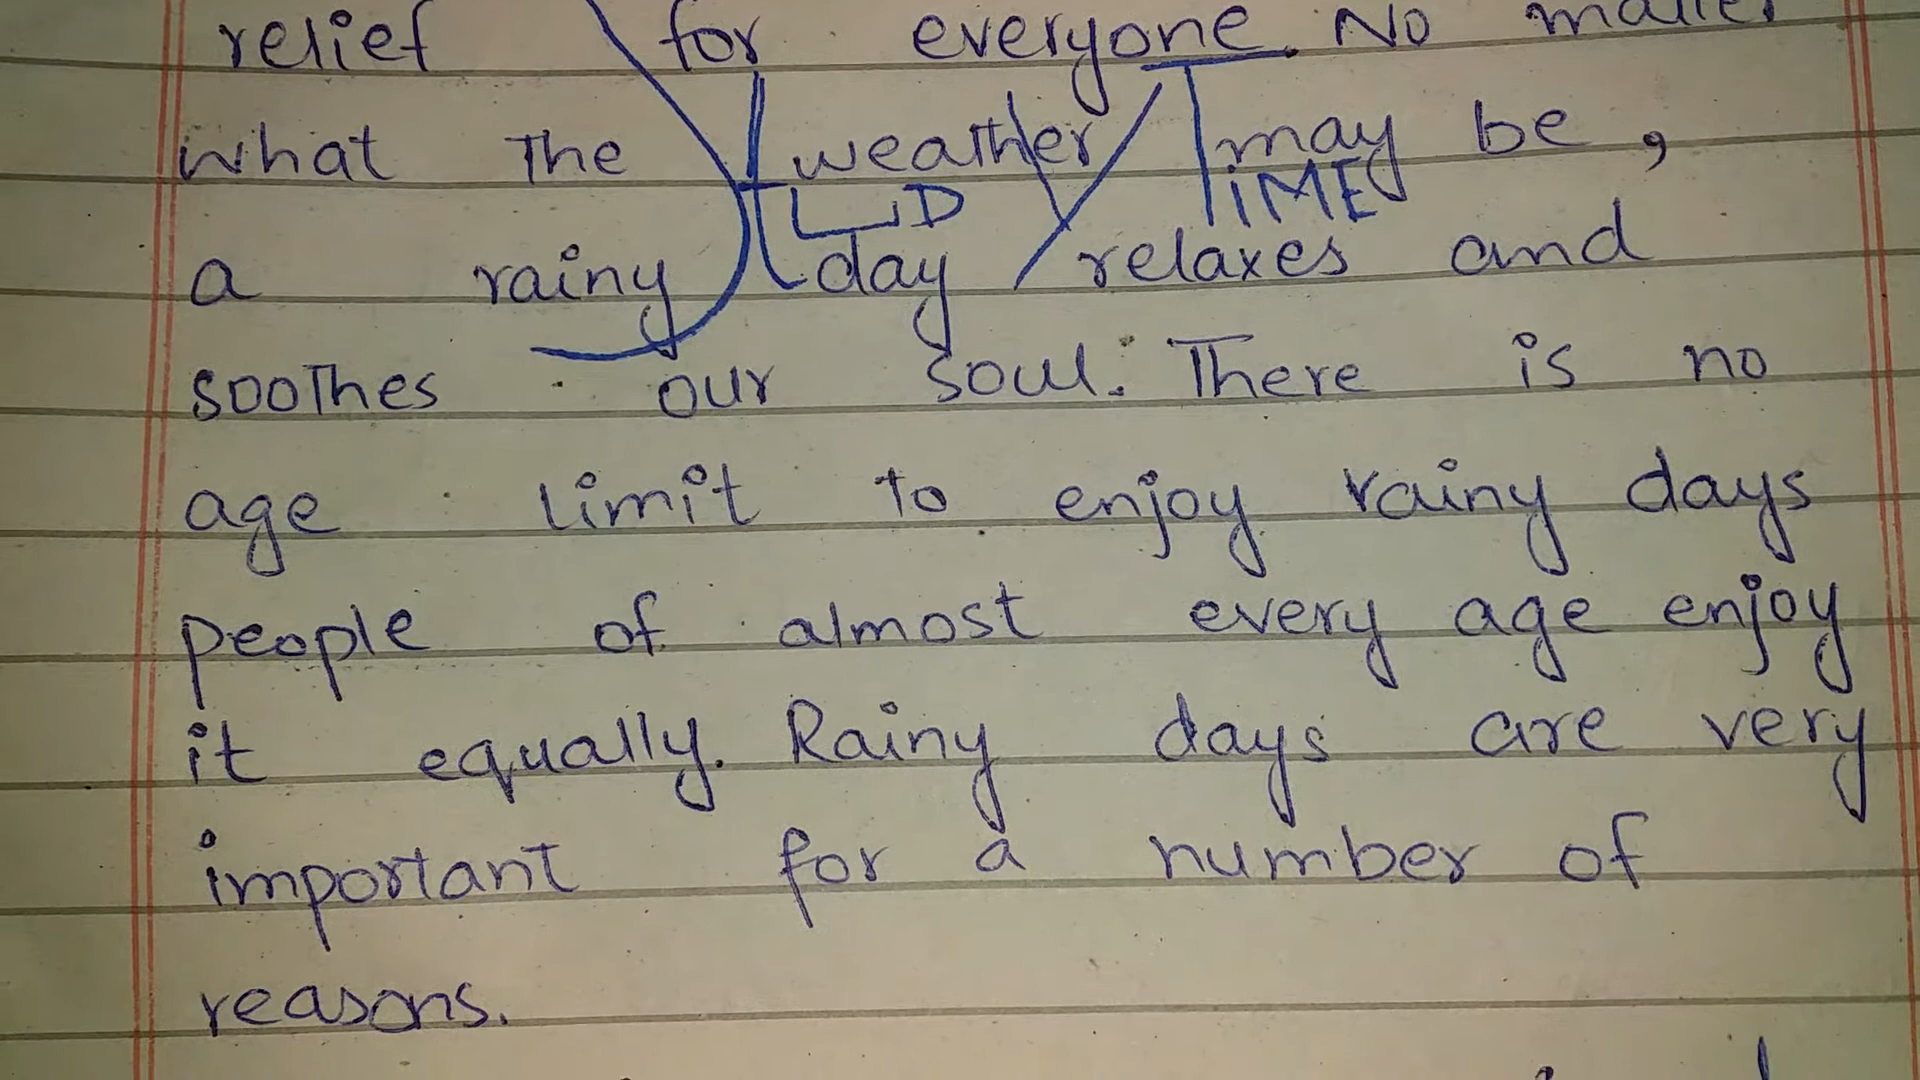 relief for everyone. No matter
what the weather may be,
a rainy day relaxes and
soothes our soul. There is no
age limit to enjoy rainy days
people of almost every age enjoy
it equally. Rainy days are very
important for a number of
reasons.